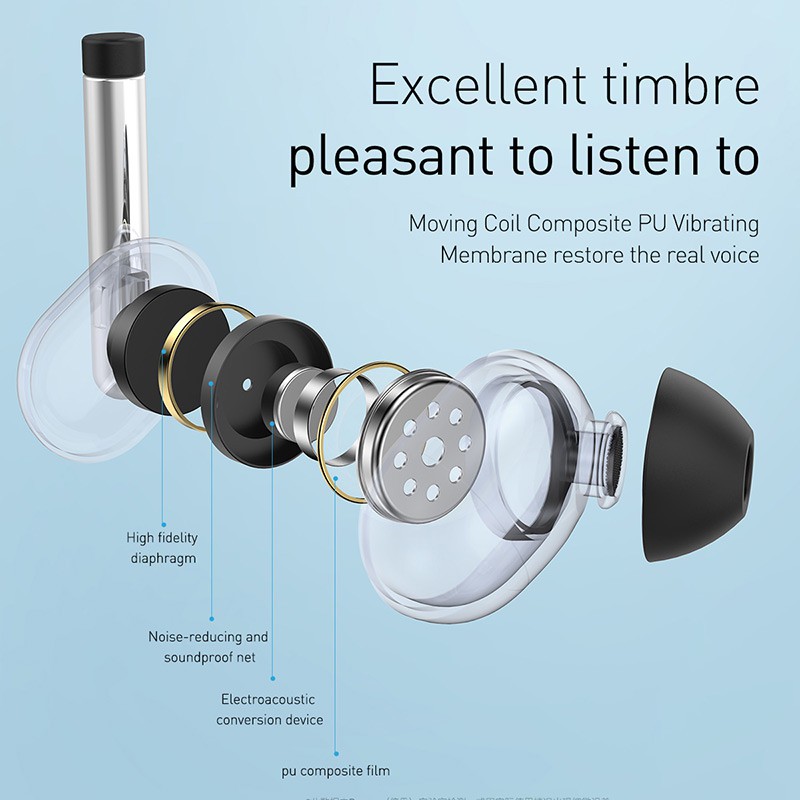 Excellent timbre
pleasant to listen to
Moving Coil Composite PU Vibrating
Membrane restore the real voice
High fidelity
diaphragm
Noise-reducing and
soundproof net
Electroacoustic
conversion device
pu composite film